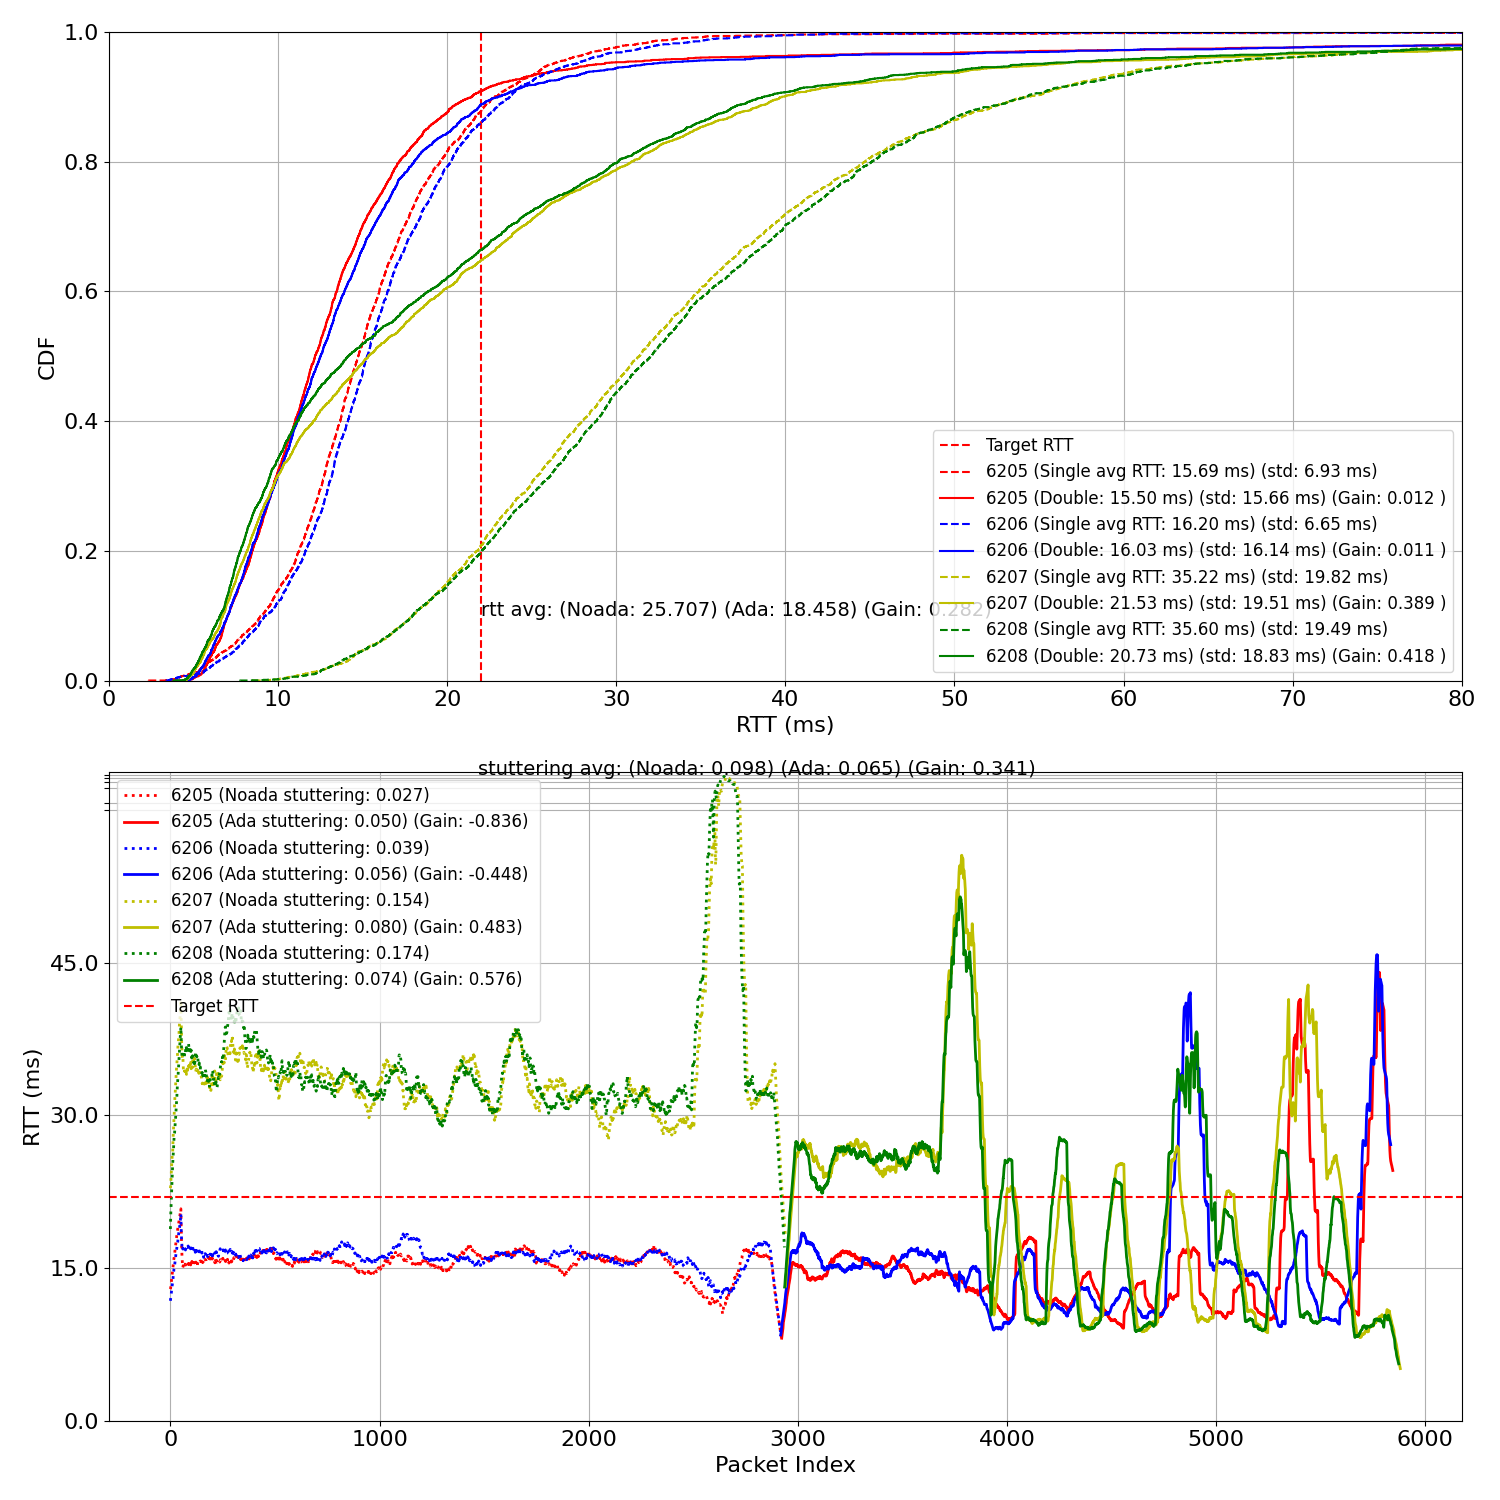 1.0
0.8
0.6
0.4
0.2
0.0
CDF
0 10 20 30 40 50 60 70 80
RTT (ms)
rtt avg: (Noada: 25.707) (Ada: 18.458) (Gain: 0.282)
Target RTT
6205 (Single avg RTT: 15.69 ms) (std: 6.93 ms)
6205 (Double: 15.50 ms) (std: 15.66 ms) (Gain: 0.012 )
6206 (Single avg RTT: 16.20 ms) (std: 6.65 ms)
6206 (Double: 16.03 ms) (std: 16.14 ms) (Gain: 0.011 )
6207 (Single avg RTT: 35.22 ms) (std: 19.82 ms)
6207 (Double: 21.53 ms) (std: 19.51 ms) (Gain: 0.389 )
6208 (Single avg RTT: 35.60 ms) (std: 19.49 ms)
6208 (Double: 20.73 ms) (std: 18.83 ms) (Gain: 0.418 )
stuttering avg: (Noada: 0.098) (Ada: 0.065) (Gain: 0.341)
6205 (Noada stuttering: 0.027)
6205 (Ada stuttering: 0.050) (Gain: -0.836)
6206 (Noada stuttering: 0.039)
6206 (Ada stuttering: 0.056) (Gain: -0.448)
6207 (Noada stuttering: 0.154)
6207 (Ada stuttering: 0.080) (Gain: 0.483)
6208 (Noada stuttering: 0.174)
6208 (Ada stuttering: 0.074) (Gain: 0.576)
Target RTT
45.0
30.0
15.0
0.0
RTT (ms)
0 1000 2000 3000 4000 5000 6000
Packet Index